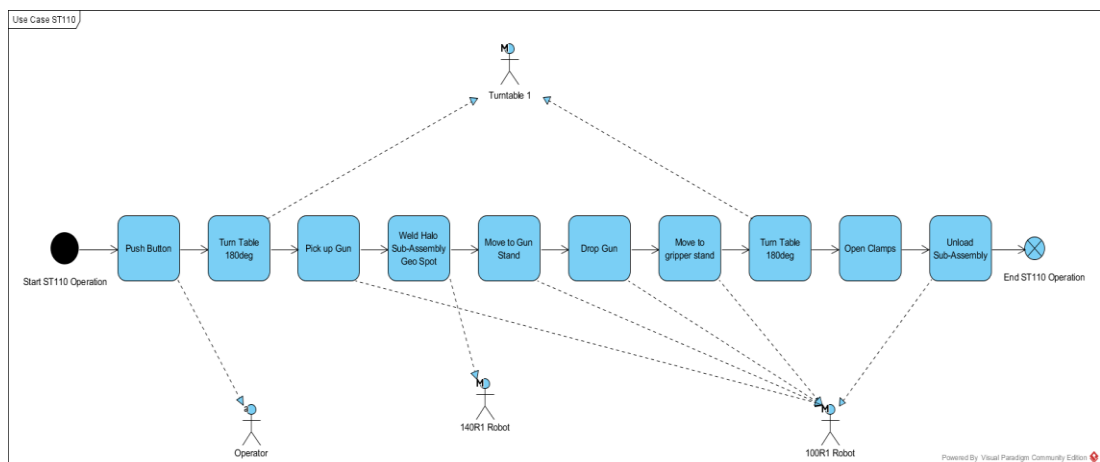 Use Case ST110
M
Turntable 1
Start ST110 Operation
Push Button
Turn Table
180deg
Pick up Gun
Weld Halo
Sub-Assembly
Geo Spot
Move to Gun
Stand
Drop Gun
Move to
gripper stand
Turn Table
180deg
Open Clamps
Unload
Sub-Assembly
End ST110 Operation
a
Operator
M
140R1 Robot
M
100R1 Robot
Powered By Visual Paradigm Community Edition